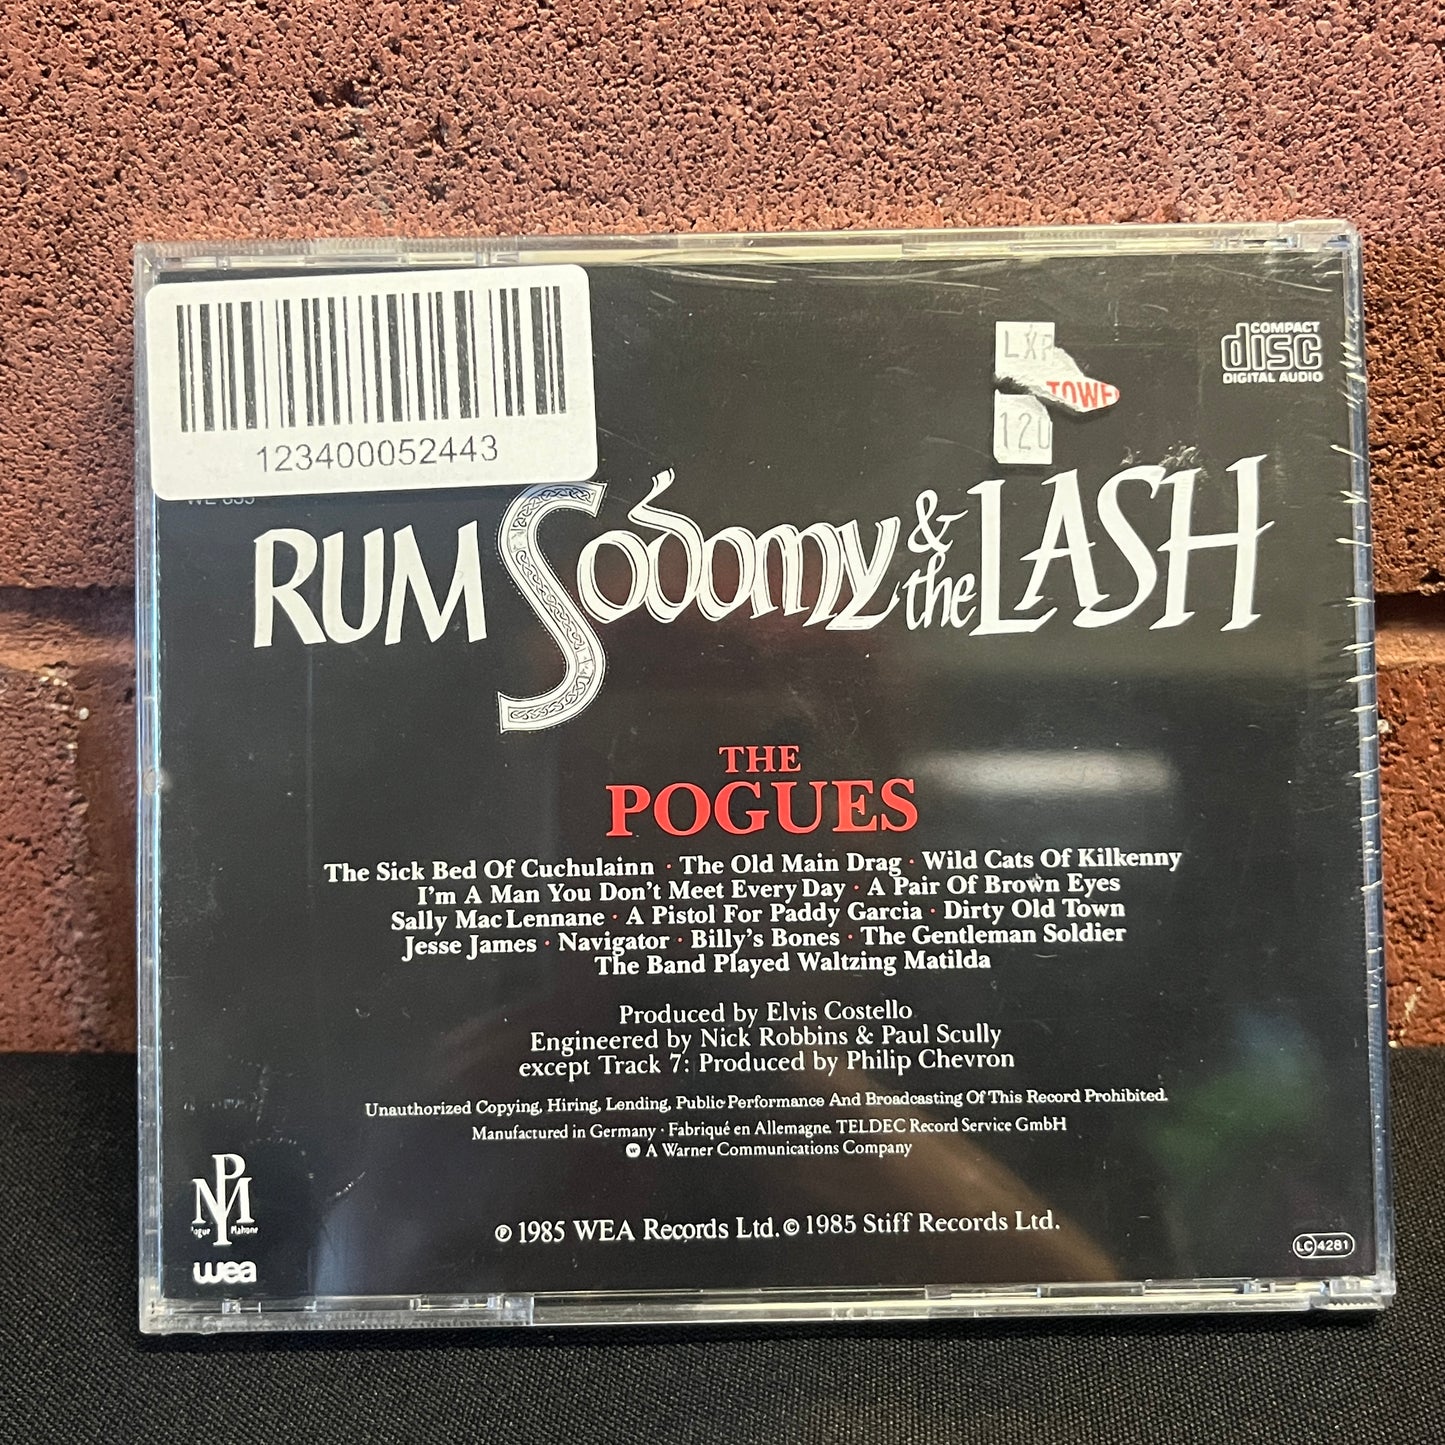 123400052443
COMPACT
disc
DIGITAL AUDIO
120
RUM Sodomy & the LASH
THE
POGUES
The Sick Bed Of Cuchulainn · The Old Main Drag · Wild Cats Of Kilkenny
I'm A Man You Don't Meet Every Day · A Pair Of Brown Eyes
Sally Mac Lennane · A Pistol For Paddy Garcia · Dirty Old Town
Jesse James · Navigator · Billy's Bones · The Gentleman Soldier
The Band Played Waltzing Matilda
Produced by Elvis Costello
Engineered by Nick Robbins & Paul Scully
except Track 7: Produced by Philip Chevron
Unauthorized Copying, Hiring, Lending, Public Performance And Broadcasting Of This Record Prohibited.
Manufactured in Germany · Fabriqué en Allemagne. TELDEC Record Service GmbH
W A Warner Communications Company
PM
Pogue Mahone
wea
℗ 1985 WEA Records Ltd. © 1985 Stiff Records Ltd.
LC 4281